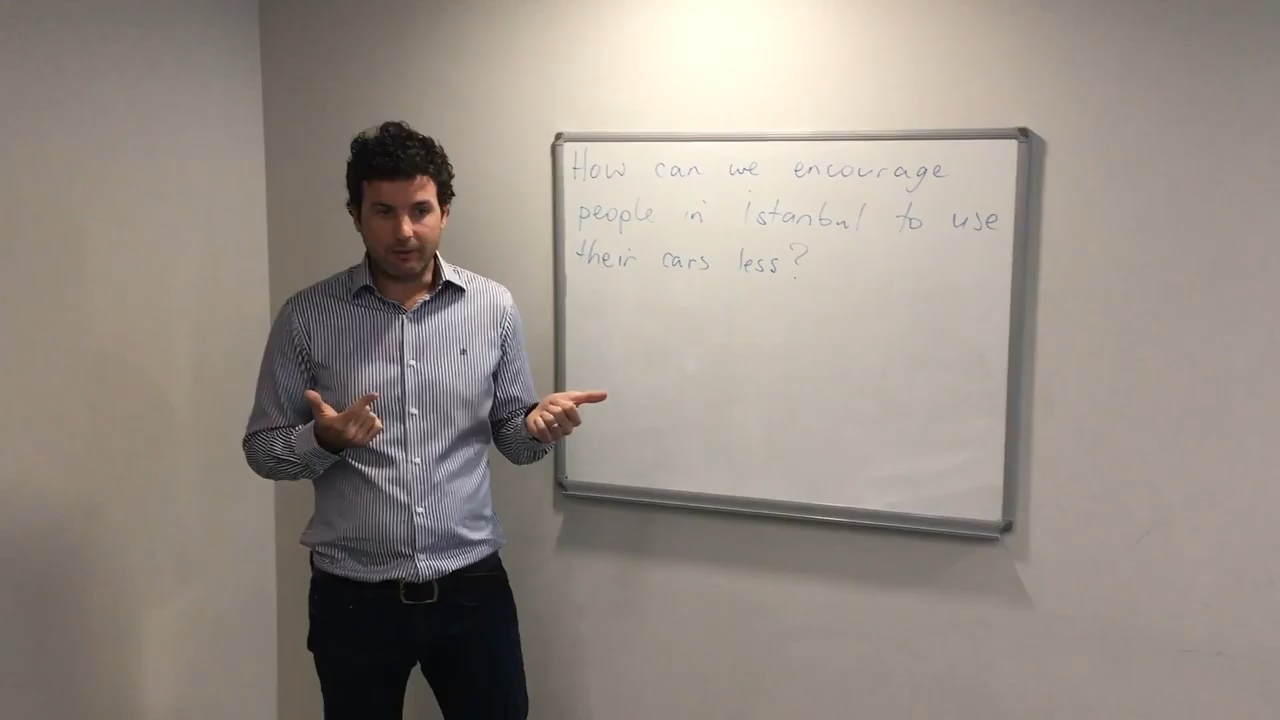 How can we encourage
people in istanbul to use
their cars less?